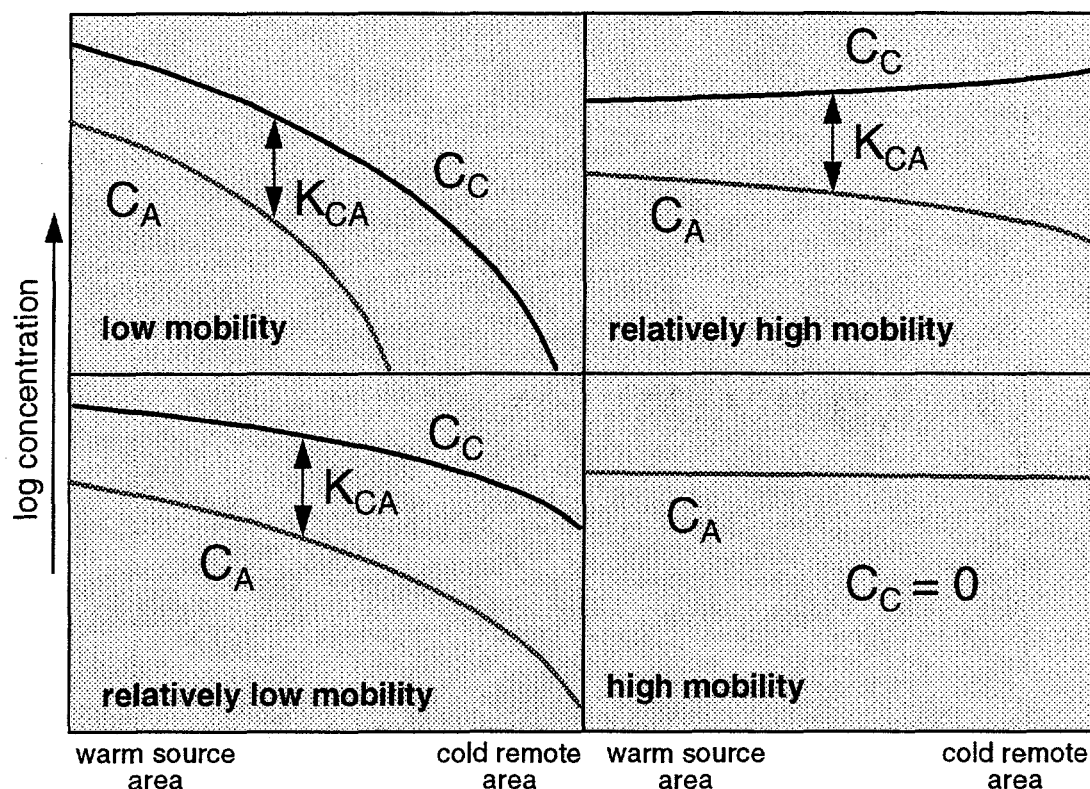 log concentration
C_C
K_CA
C_A
low mobility
C_C
K_CA
C_A
relatively high mobility
C_C
K_CA
C_A
relatively low mobility
C_A
C_C = 0
high mobility
warm source
area
cold remote
area
warm source
area
cold remote
area